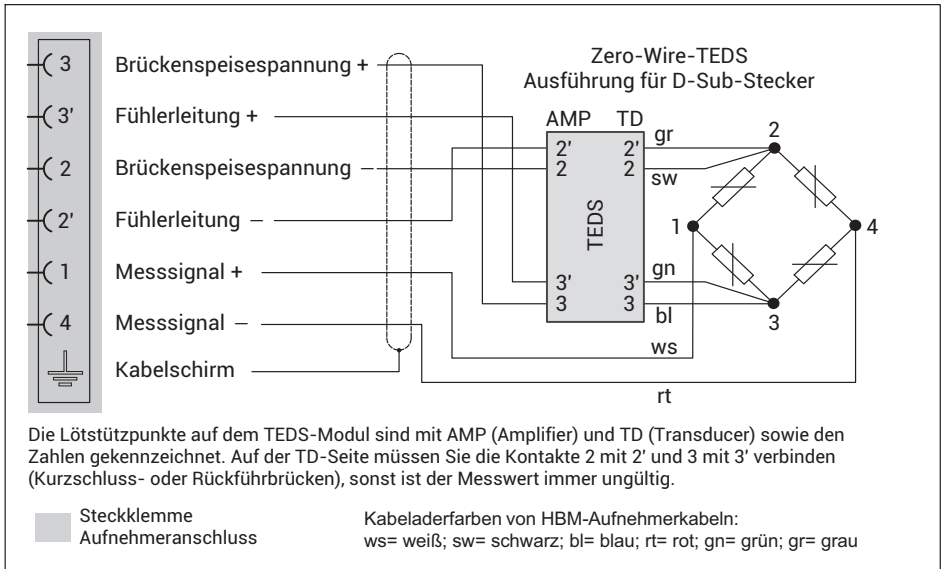 Zero-Wire-TEDS
Ausführung für D-Sub-Stecker
3 Brückenspeisespannung +
3' Fühlerleitung +
2 Brückenspeisespannung –
2' Fühlerleitung –
1 Messsignal +
4 Messsignal –
Kabelschirm
AMP TD
2' 2' gr
2 2 sw
TEDS
3' 3' gn
3 3 bl
ws
rt
2
1
4
3
Die Lötstützpunkte auf dem TEDS-Modul sind mit AMP (Amplifier) und TD (Transducer) sowie den
Zahlen gekennzeichnet. Auf der TD-Seite müssen Sie die Kontakte 2 mit 2' und 3 mit 3' verbinden
(Kurzschluss- oder Rückführbrücken), sonst ist der Messwert immer ungültig.
Steckklemme
Aufnehmeranschluss
Kabeladerfarben von HBM-Aufnehmerkabeln:
ws= weiß; sw= schwarz; bl= blau; rt= rot; gn= grün; gr= grau